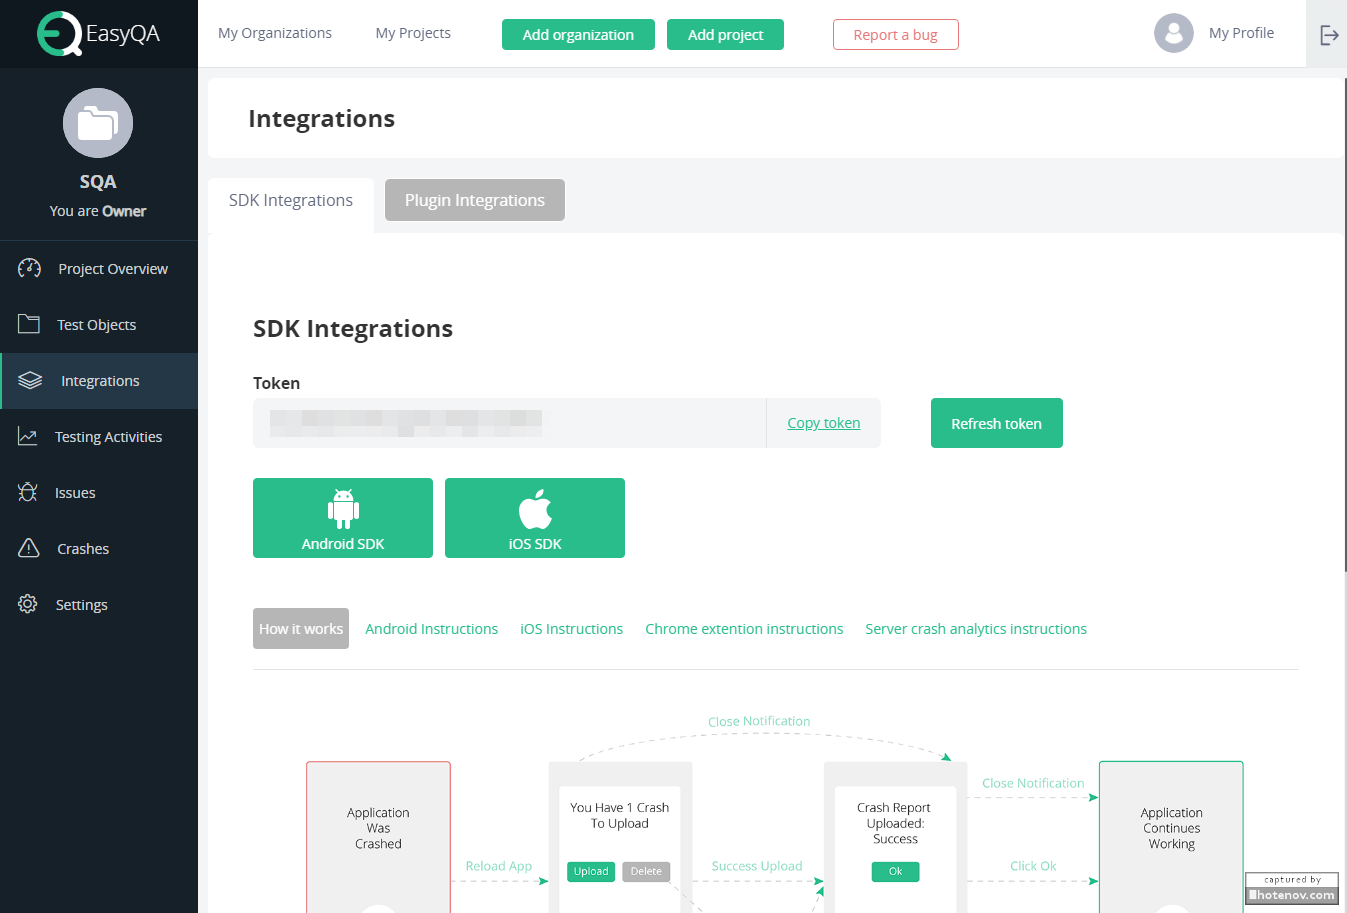 EasyQA
My Organizations
My Projects
Add organization
Add project
Report a bug
My Profile
SQA
You are Owner
Project Overview
Test Objects
Integrations
Testing Activities
Issues
Crashes
Settings
Integrations
SDK Integrations
Plugin Integrations
SDK Integrations
Token
Copy token
Refresh token
Android SDK
iOS SDK
How it works
Android Instructions
iOS Instructions
Chrome extention instructions
Server crash analytics instructions
Close Notification
Application
Was
Crashed
Reload App
You Have 1 Crash
To Upload
Upload
Delete
Success Upload
Crash Report
Uploaded:
Success
Ok
Close Notification
Click Ok
Application
Continues
Working
captured by
hotenov.com